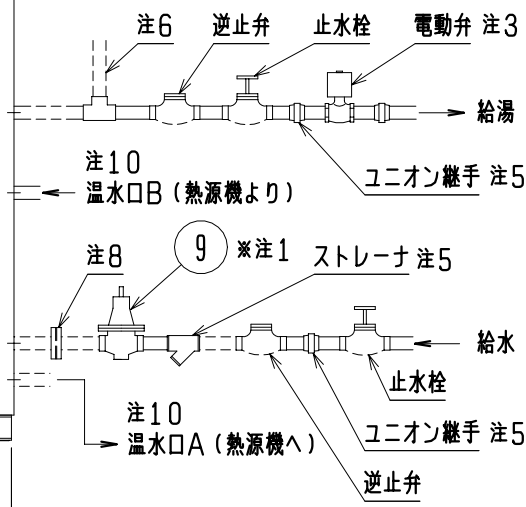 注6 逆止弁 止水栓 電動弁 注3
給湯
注10
温水口B（熱源機より）
ユニオン継手 注5
注8
9 ※注1
ストレーナ 注5
給水
止水栓
注10
温水口A（熱源機へ）
ユニオン継手 注5
逆止弁